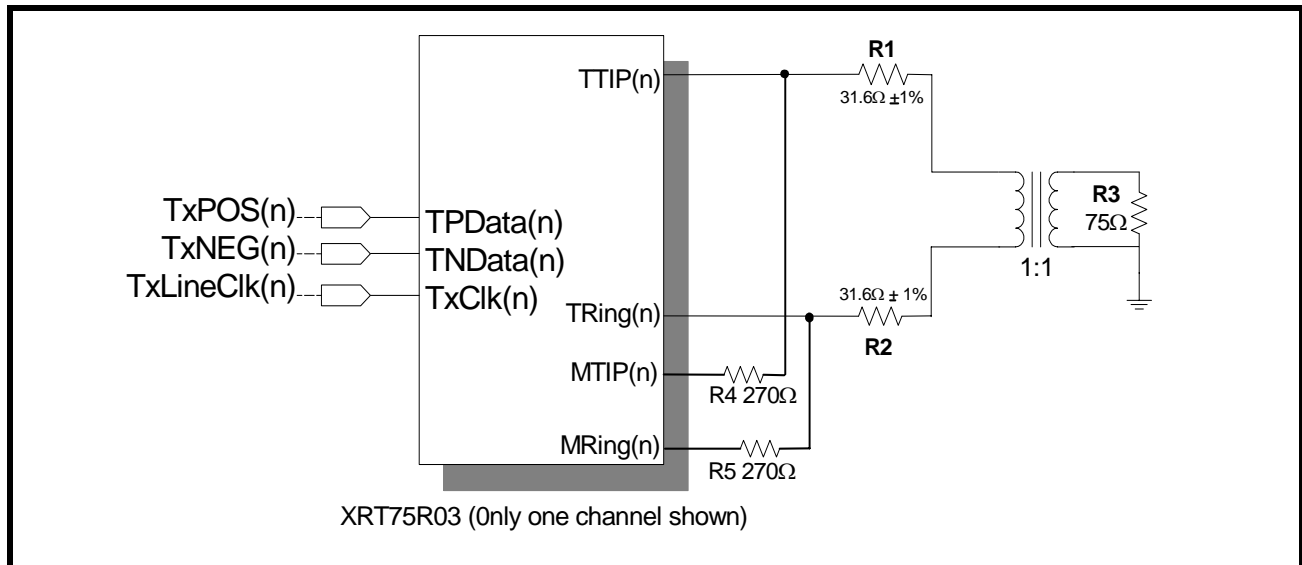 R1
TTIP(n)
31.6Ω ±1%
TxPOS(n)
TPData(n)
R3
75Ω
TxNEG(n)
TNData(n)
1:1
TxLineClk(n)
TxClk(n)
31.6Ω ± 1%
TRing(n)
R2
MTIP(n)
R4 270Ω
MRing(n)
R5 270Ω
XRT75R03 (0nly one channel shown)